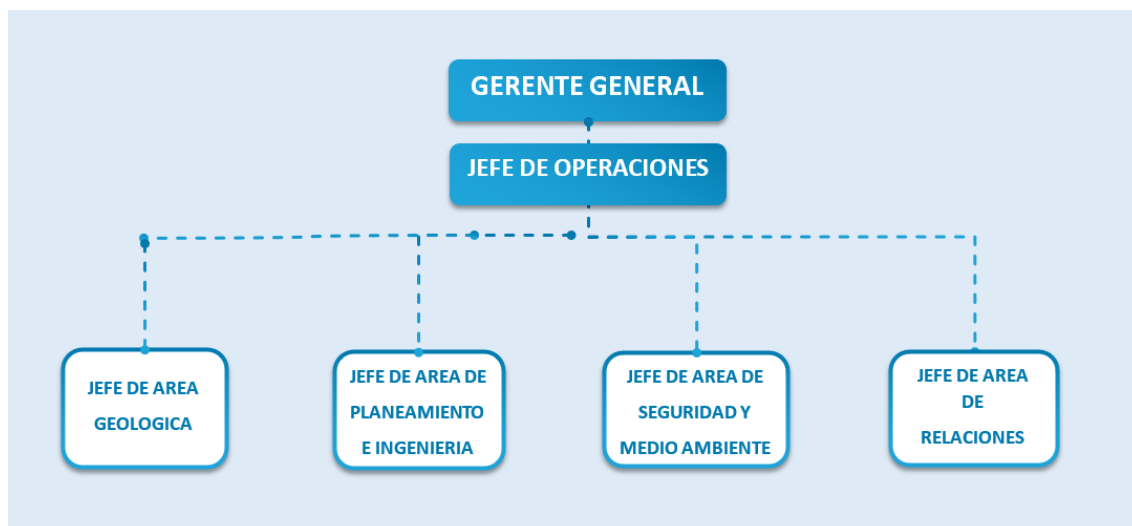 GERENTE GENERAL
JEFE DE OPERACIONES
JEFE DE AREA
GEOLOGICA
JEFE DE AREA DE
PLANEAMIENTO
E INGENIERIA
JEFE DE AREA DE
SEGURIDAD Y
MEDIO AMBIENTE
JEFE DE AREA
DE
RELACIONES